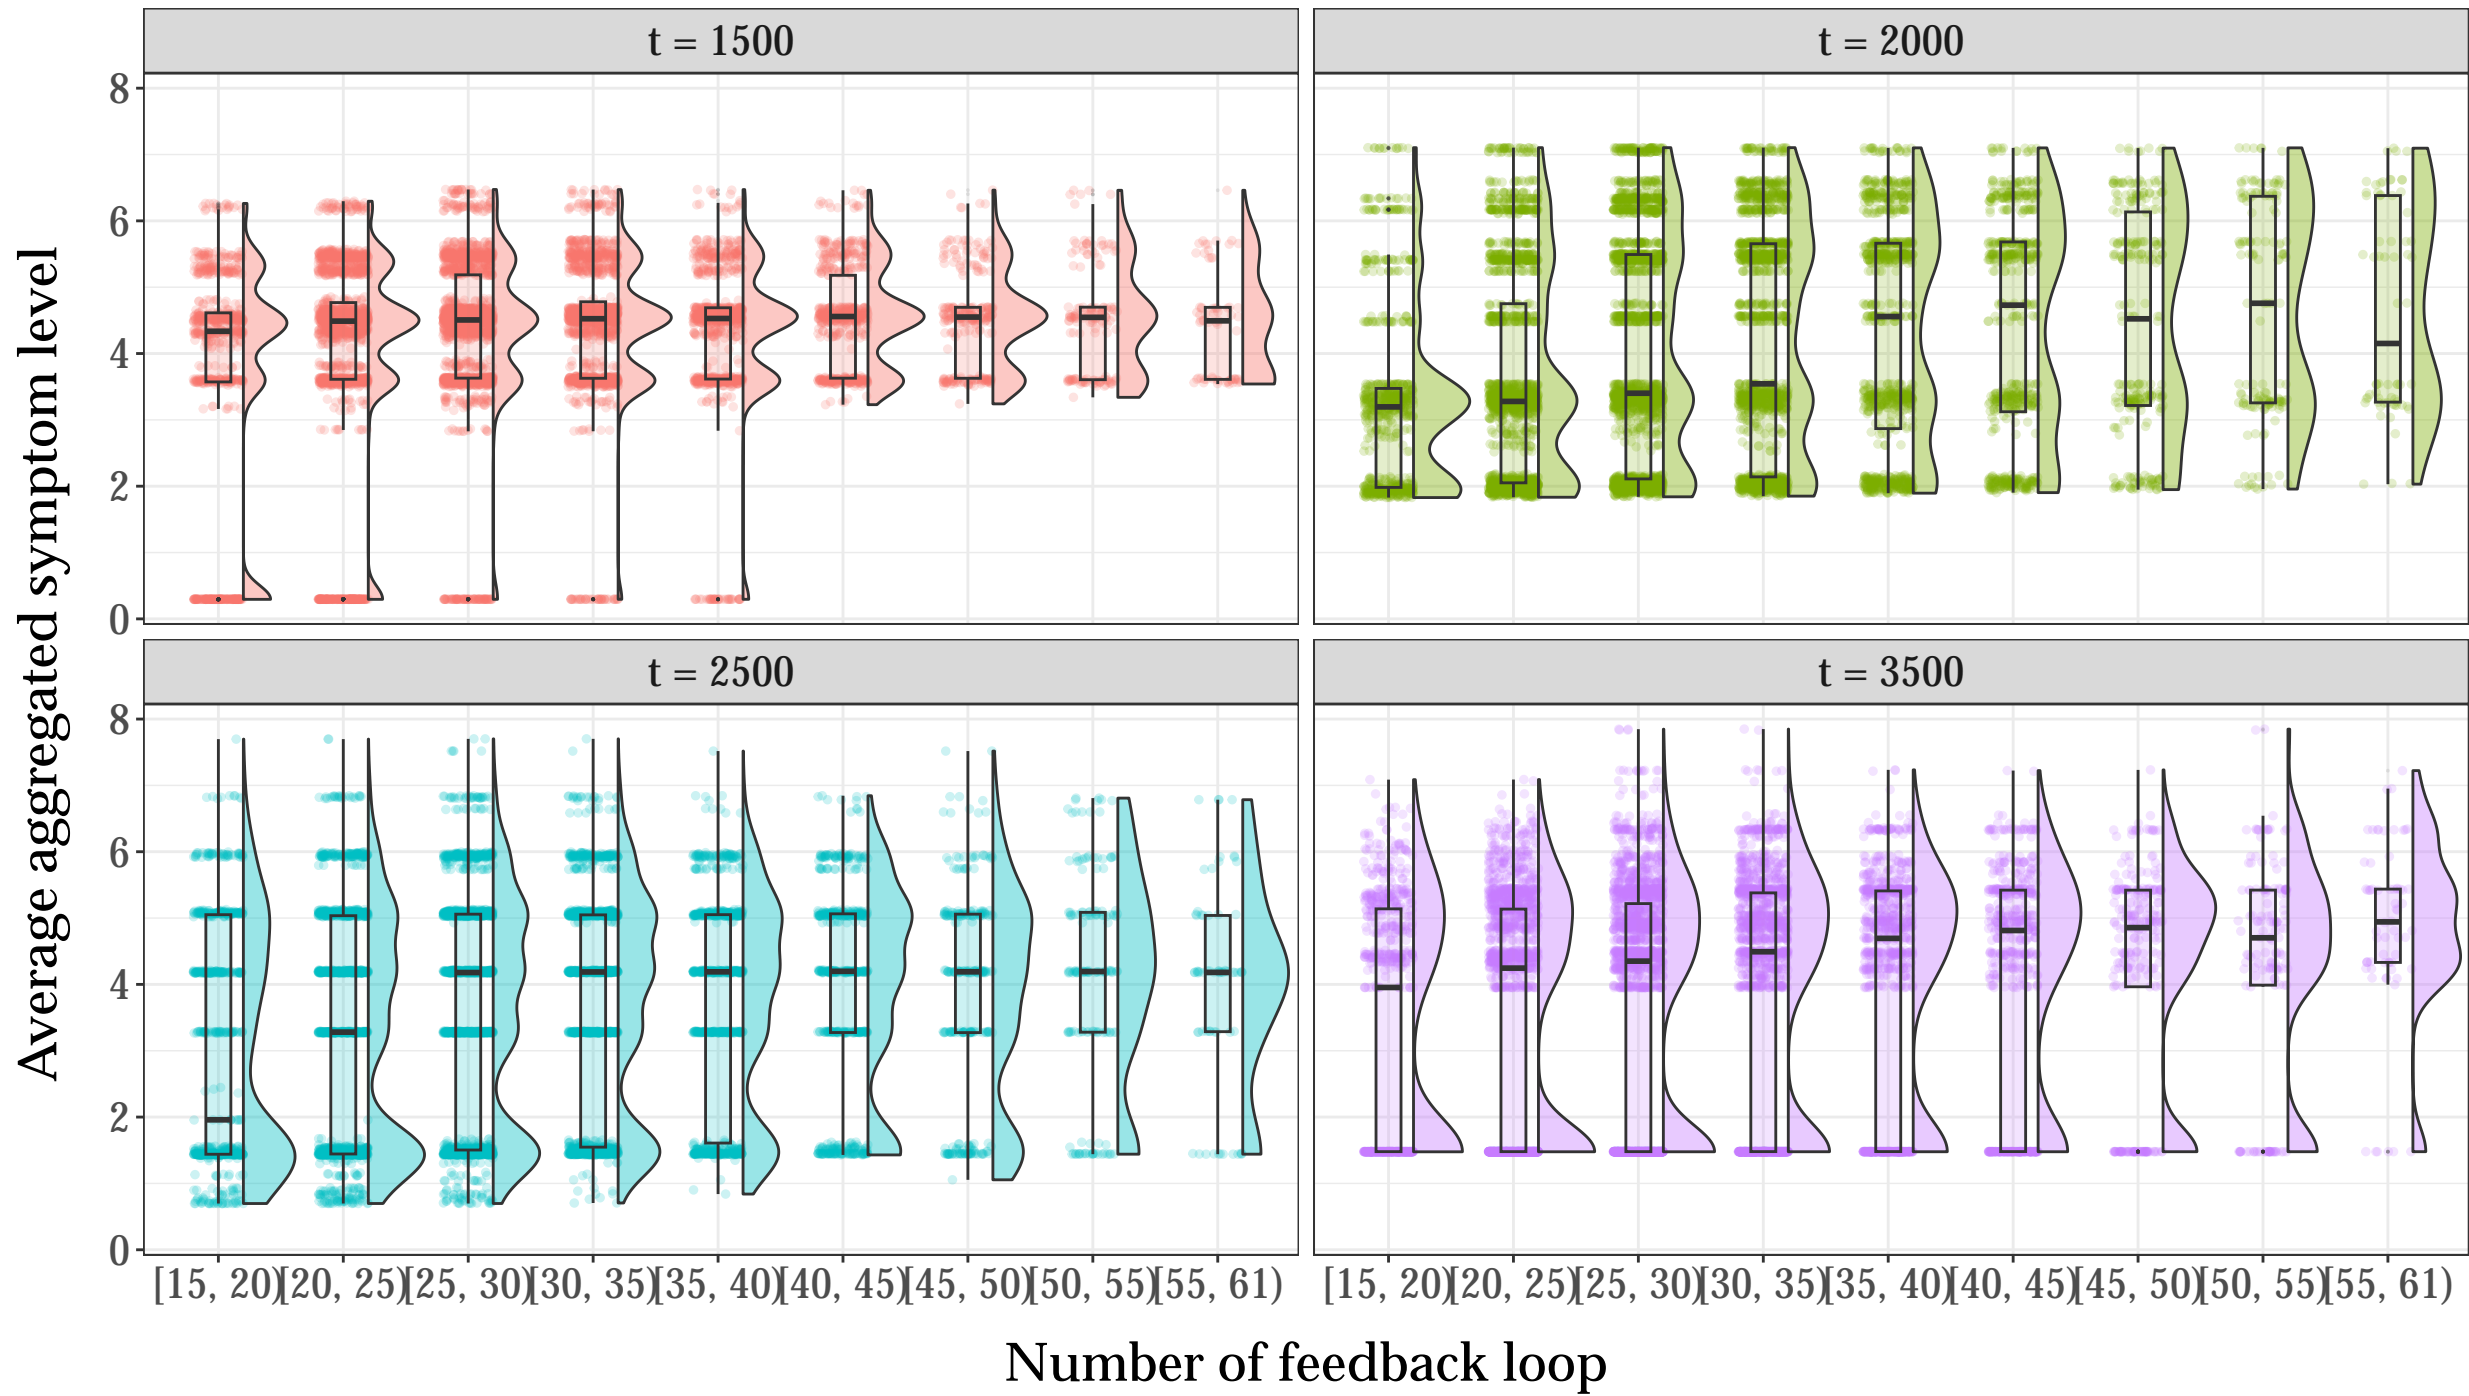 t = 1500
t = 2000
8
6
4
2
0
t = 2500
t = 3500
8
6
4
2
0
Average aggregated symptom level
[15, 20) [20, 25) [25, 30) [30, 35) [35, 40) [40, 45) [45, 50) [50, 55) [55, 61)
[15, 20) [20, 25) [25, 30) [30, 35) [35, 40) [40, 45) [45, 50) [50, 55) [55, 61)
Number of feedback loop